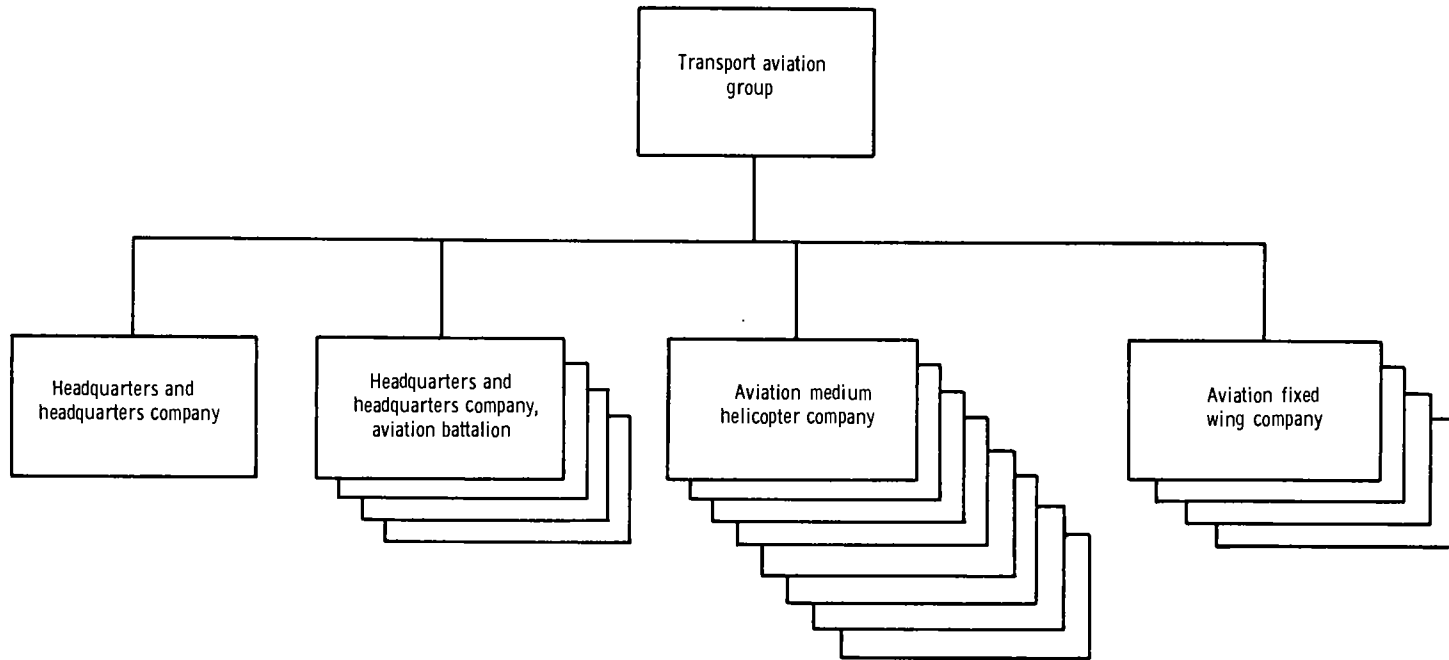 Transport aviation
group
Headquarters and
headquarters company
Headquarters and
headquarters company,
aviation battalion
Aviation medium
helicopter company
Aviation fixed
wing company